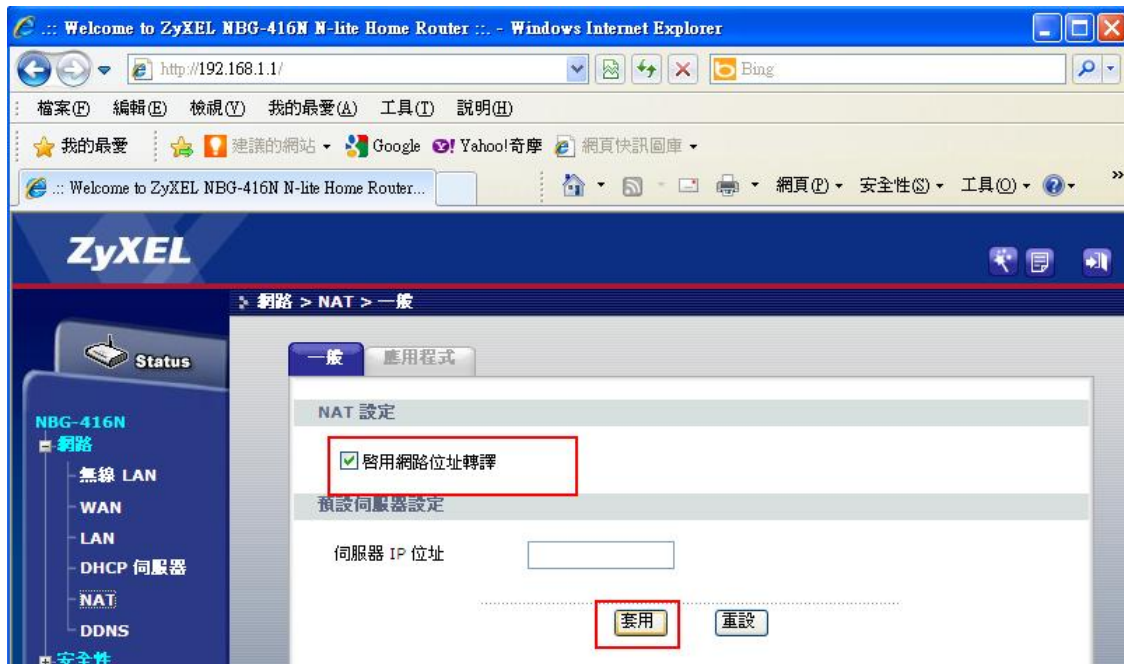 .:: Welcome to ZyXEL NBG-416N N-lite Home Router ::. - Windows Internet Explorer
http://192.168.1.1/
Bing
檔案(F) 編輯(E) 檢視(V) 我的最愛(A) 工具(T) 說明(H)
我的最愛 建議的網站 Google Yahoo!奇摩 網頁快訊圖庫
.:: Welcome to ZyXEL NBG-416N N-lite Home Router... 網頁(P) 安全性(S) 工具(O) »
ZyXEL
網路 > NAT > 一般
Status
一般 應用程式
NAT 設定
NBG-416N
網路
啓用網路位址轉譯
無線 LAN
WAN
預設伺服器設定
LAN
伺服器 IP 位址
DHCP 伺服器
NAT
套用 重設
DDNS
安全性